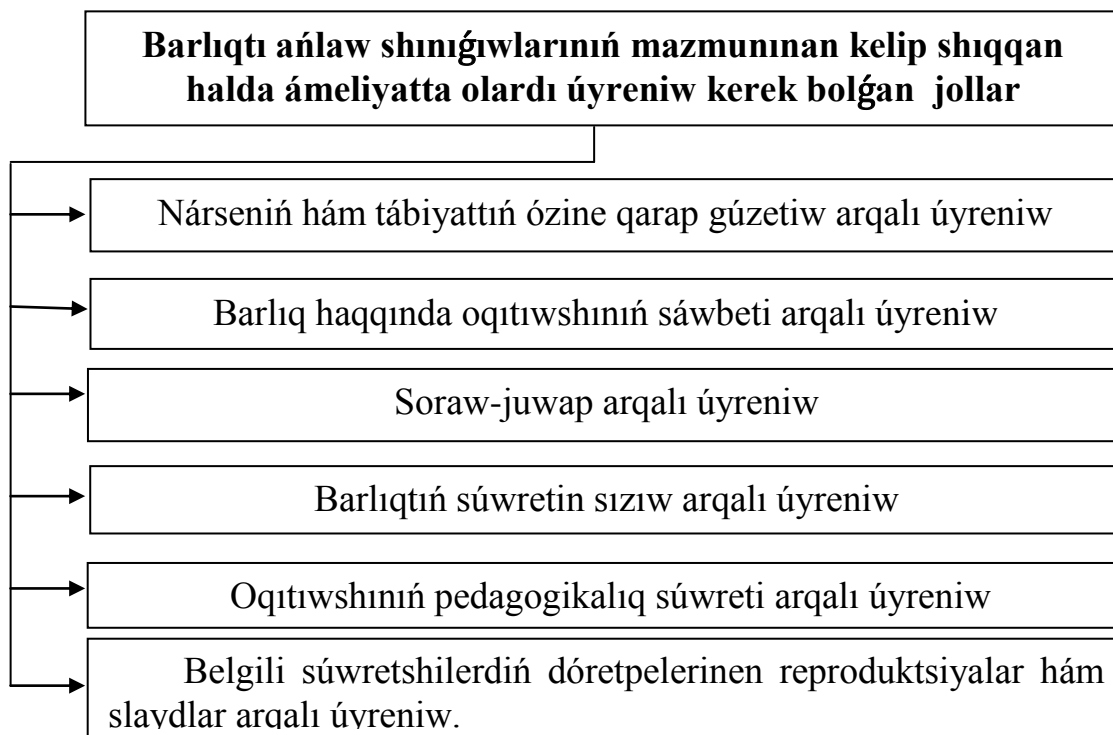 Barlıqtı ańlaw shınıǵıwlarınıń mazmunınan kelip shıqqan
halda ámeliyatta olardı úyreniw kerek bolǵan jollar
Nárseniń hám tábiyattıń ózine qarap gúzetiw arqalı úyreniw
Barlıq haqqında oqıtıwshınıń sáwbeti arqalı úyreniw
Soraw-juwap arqalı úyreniw
Barlıqtıń súwretin sızıw arqalı úyreniw
Oqıtıwshınıń pedagogikalıq súwreti arqalı úyreniw
Belgili súwretshilerdiń dóretpelerinen reproduktsiyalar hám
slaydlar arqalı úyreniw.